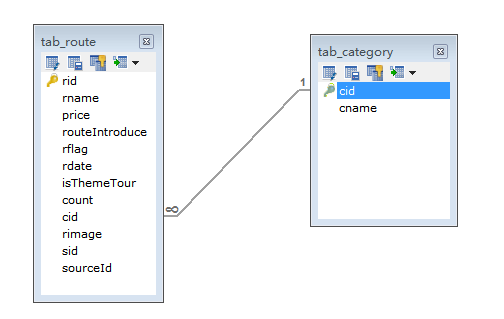 tab_route
rid
rname
price
routeIntroduce
rflag
rdate
isThemeTour
count
cid
rimage
sid
sourceId
∞
1
tab_category
cid
cname